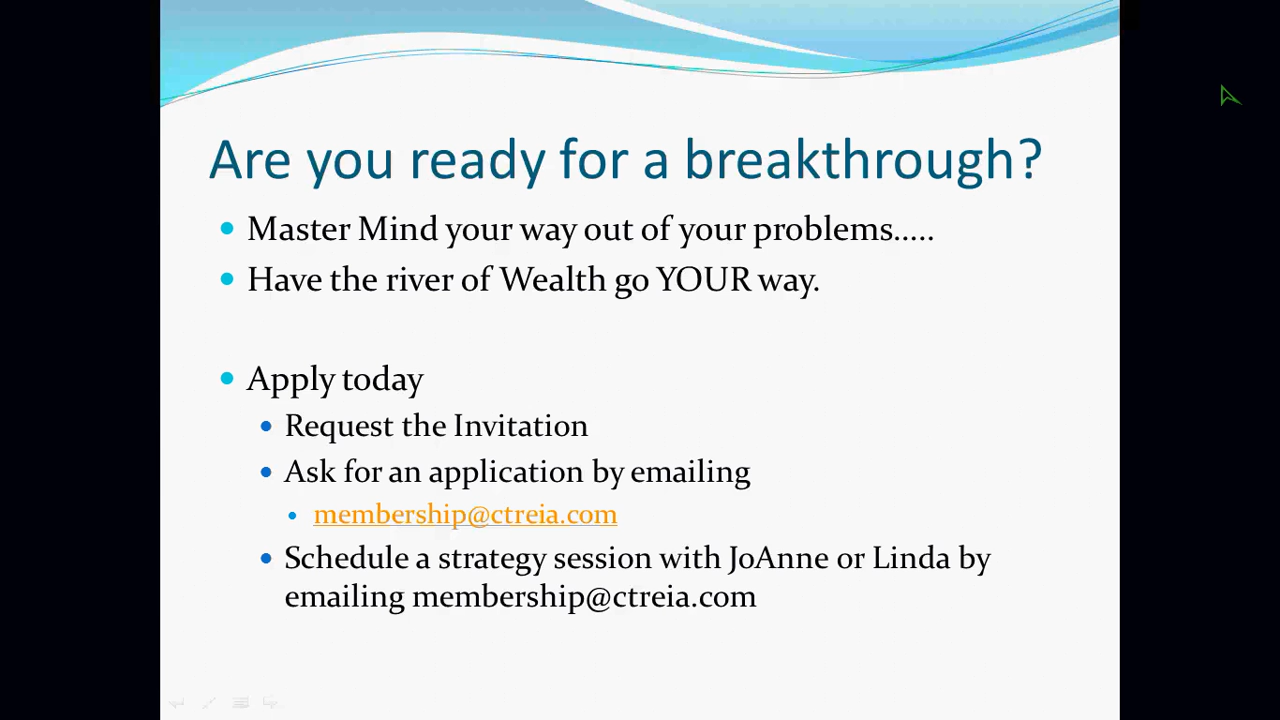 Are you ready for a breakthrough?
Master Mind your way out of your problems.....
Have the river of Wealth go YOUR way.
Apply today
Request the Invitation
Ask for an application by emailing
membership@ctreia.com
Schedule a strategy session with JoAnne or Linda by
emailing membership@ctreia.com